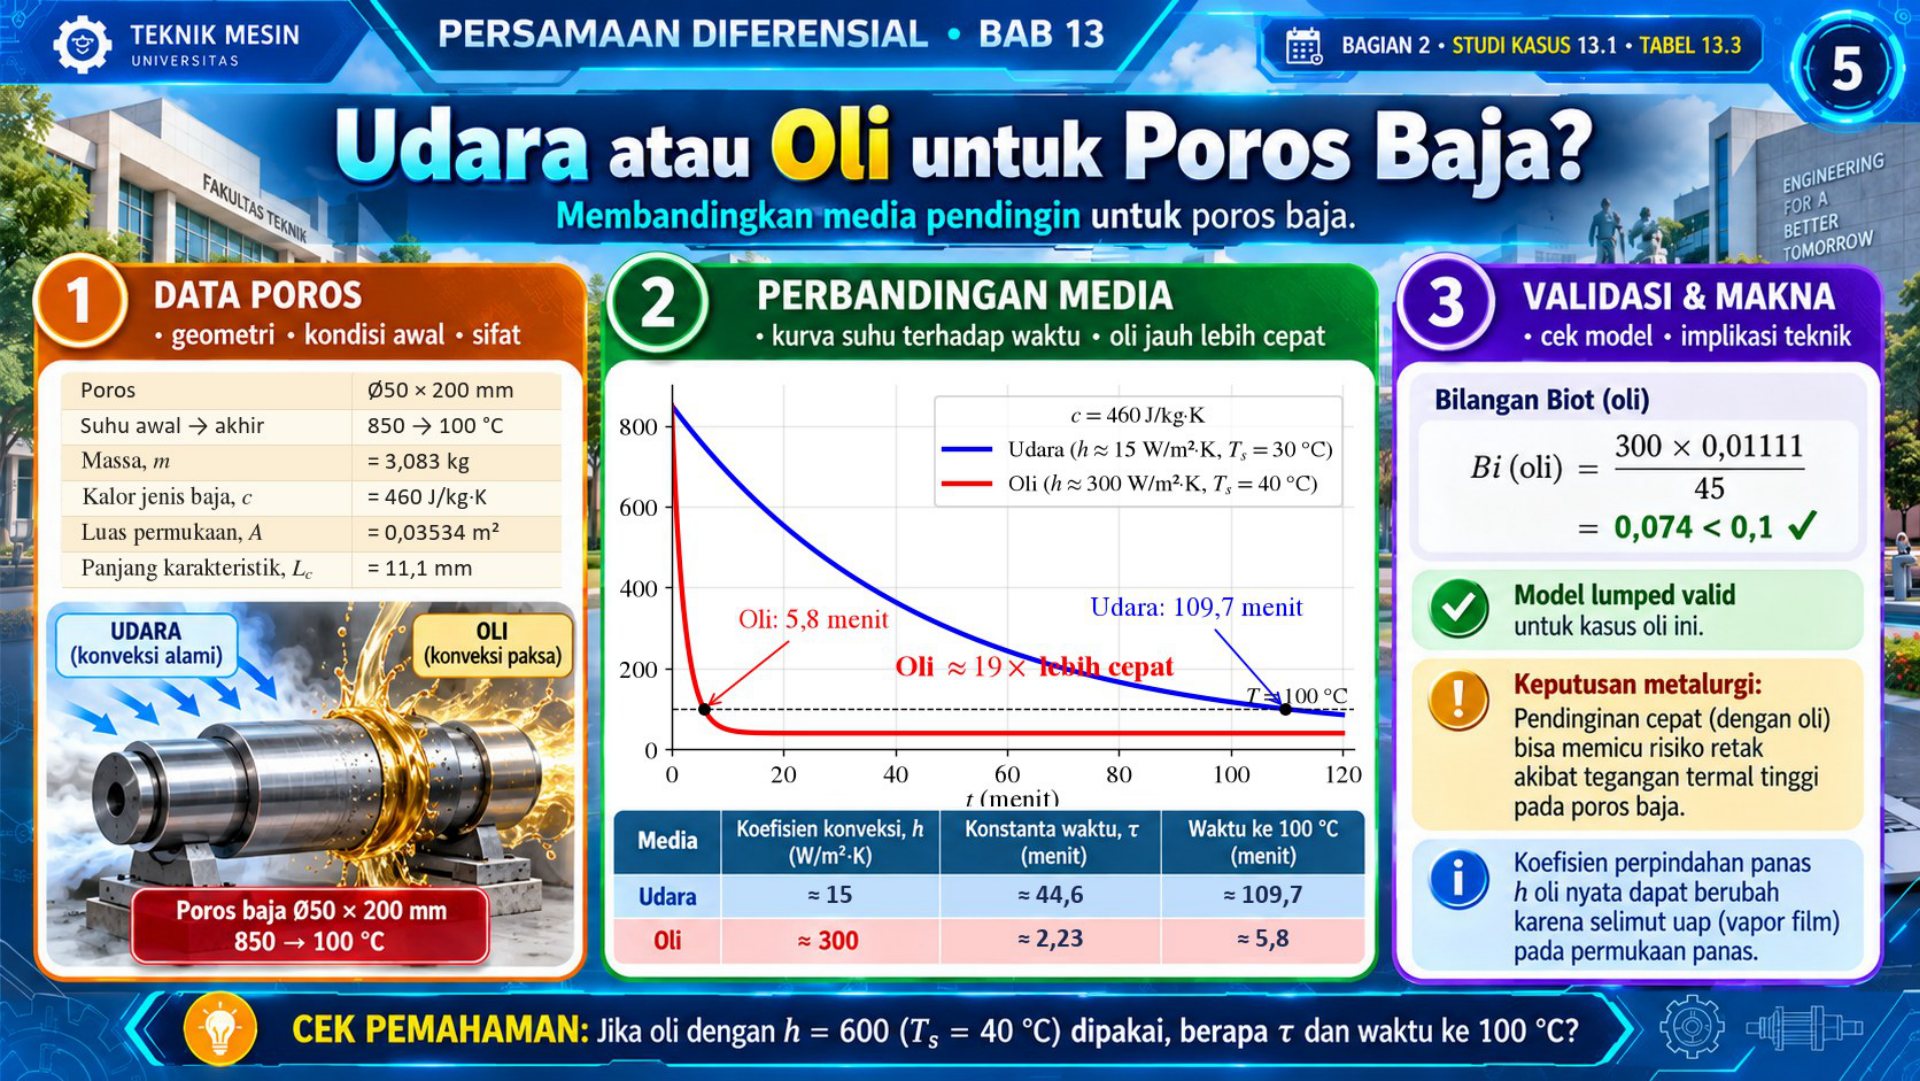 TEKNIK MESIN
UNIVERSITAS
PERSAMAAN DIFERENSIAL • BAB 13
BAGIAN 2 • STUDI KASUS 13.1 • TABEL 13.3
5
FAKULTAS TEKNIK
ENGINEERING
FOR A
BETTER
TOMORROW
Udara atau Oli untuk Poros Baja?
Membandingkan media pendingin untuk poros baja.
1
DATA POROS
• geometri • kondisi awal • sifat
Poros Ø50 × 200 mm
Suhu awal → akhir 850 → 100 °C
Massa, m = 3,083 kg
Kalor jenis baja, c = 460 J/kg·K
Luas permukaan, A = 0,03534 m²
Panjang karakteristik, L_c = 11,1 mm
UDARA
(konveksi alami)
OLI
(konveksi paksa)
Poros baja Ø50 × 200 mm
850 → 100 °C
2
PERBANDINGAN MEDIA
• kurva suhu terhadap waktu • oli jauh lebih cepat
800
600
400
200
0
c = 460 J/kg·K
Udara (h ≈ 15 W/m²·K, T_s = 30 °C)
Oli (h ≈ 300 W/m²·K, T_s = 40 °C)
Oli: 5,8 menit
Udara: 109,7 menit
Oli ≈ 19× lebih cepat
T = 100 °C
0 20 40 60 80 100 120
t (menit)
Media Koefisien konveksi, h (W/m²·K) Konstanta waktu, τ (menit) Waktu ke 100 °C (menit)
Udara ≈ 15 ≈ 44,6 ≈ 109,7
Oli ≈ 300 ≈ 2,23 ≈ 5,8
3
VALIDASI & MAKNA
• cek model • implikasi teknik
Bilangan Biot (oli)
Bi (oli) = 300 × 0,01111 / 45
= 0,074 < 0,1 ✓
Model lumped valid
untuk kasus oli ini.
Keputusan metalurgi:
Pendinginan cepat (dengan oli)
bisa memicu risiko retak
akibat tegangan termal tinggi
pada poros baja.
Koefisien perpindahan panas
h oli nyata dapat berubah
karena selimut uap (vapor film)
pada permukaan panas.
CEK PEMAHAMAN: Jika oli dengan h = 600 (T_s = 40 °C) dipakai, berapa τ dan waktu ke 100 °C?